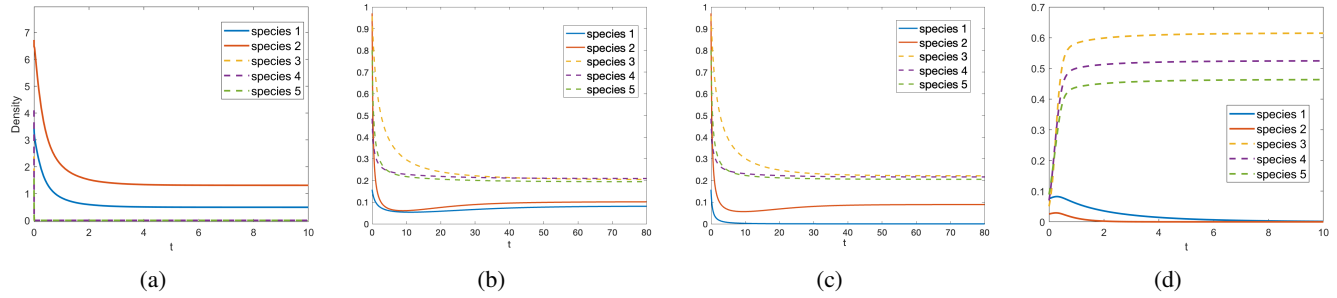 7
6
5
4
3
2
1
0
Density
0 2 4 6 8 10
t
species 1
species 2
species 3
species 4
species 5
(a)
1
0.9
0.8
0.7
0.6
0.5
0.4
0.3
0.2
0.1
0
0 10 20 30 40 50 60 70 80
t
species 1
species 2
species 3
species 4
species 5
(b)
1
0.9
0.8
0.7
0.6
0.5
0.4
0.3
0.2
0.1
0
0 10 20 30 40 50 60 70 80
t
species 1
species 2
species 3
species 4
species 5
(c)
0.7
0.6
0.5
0.4
0.3
0.2
0.1
0
0 2 4 6 8 10
t
species 1
species 2
species 3
species 4
species 5
(d)